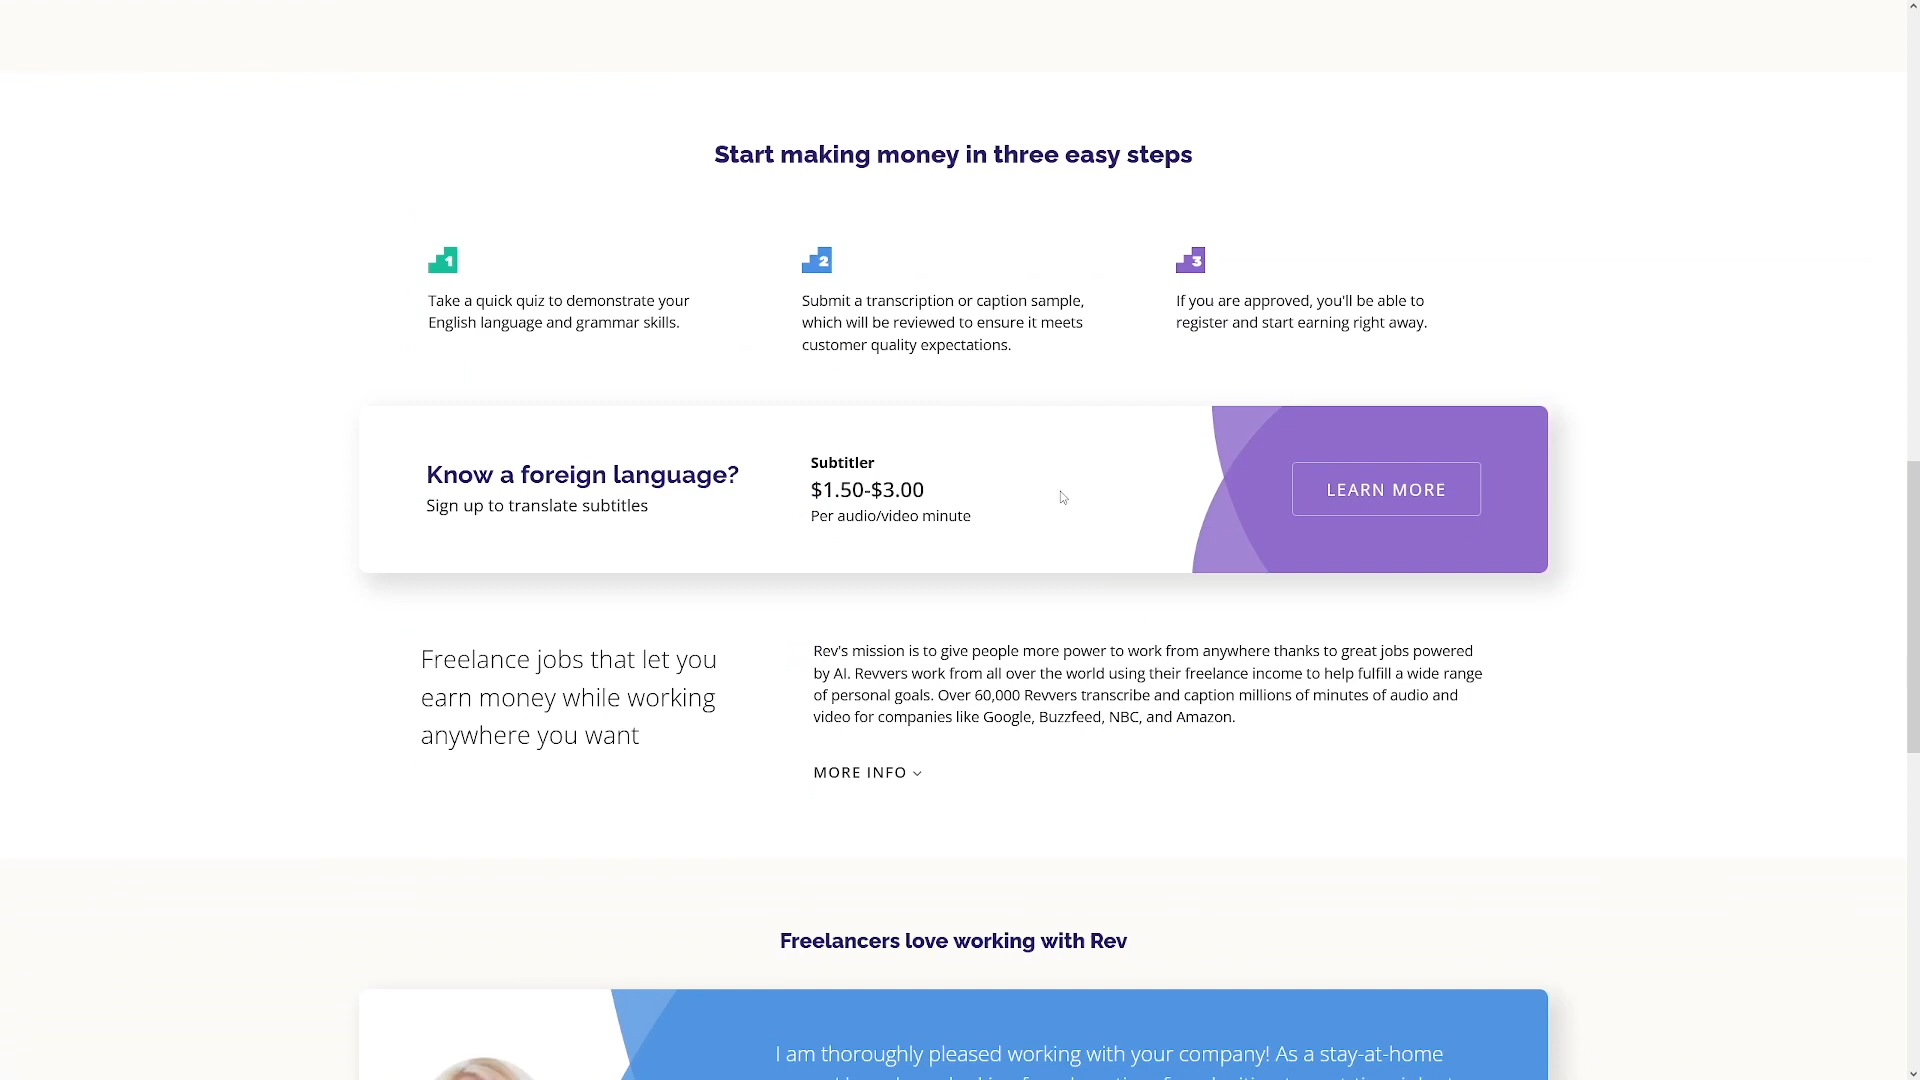 Start making money in three easy steps
1
2
3
Take a quick quiz to demonstrate your
English language and grammar skills.
Submit a transcription or caption sample,
which will be reviewed to ensure it meets
customer quality expectations.
If you are approved, you'll be able to
register and start earning right away.
Know a foreign language?
Sign up to translate subtitles
Subtitler
$1.50-$3.00
Per audio/video minute
LEARN MORE
Freelance jobs that let you
earn money while working
anywhere you want
Rev's mission is to give people more power to work from anywhere thanks to great jobs powered
by AI. Revvers work from all over the world using their freelance income to help fulfill a wide range
of personal goals. Over 60,000 Revvers transcribe and caption millions of minutes of audio and
video for companies like Google, Buzzfeed, NBC, and Amazon.
MORE INFO
Freelancers love working with Rev
I am thoroughly pleased working with your company! As a stay-at-home